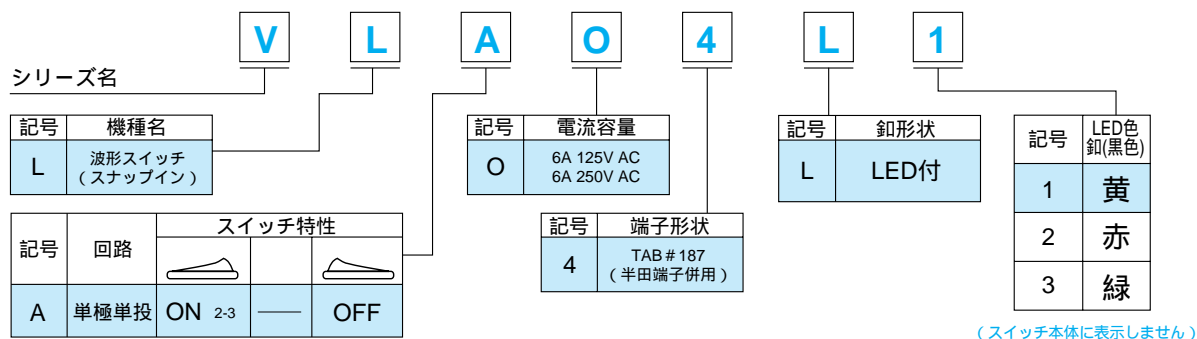 V L A O 4 L 1
シリーズ名
記号 機種名
L 波形スイッチ
(スナップイン)
記号 電流容量
O 6A 125V AC
6A 250V AC
記号 釦形状
L LED付
記号 LED色
釦(黒色)
1 黄
2 赤
3 緑
記号 回路 スイッチ特性
A 単極単投 ON 2-3 — OFF
記号 端子形状
4 TAB#187
(半田端子併用)
(スイッチ本体に表示しません)